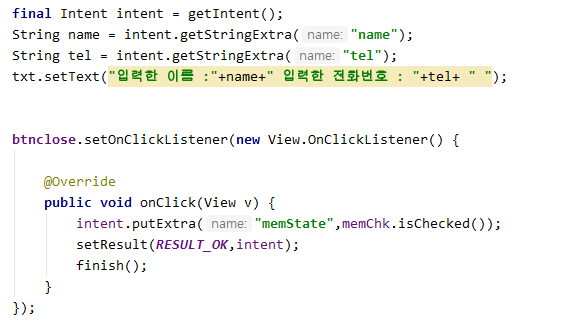 final Intent intent = getIntent();
String name = intent.getStringExtra( name: "name");
String tel = intent.getStringExtra( name: "tel");
txt.setText("입력한 이름 :"+name+" 입력한 전화번호 : "+tel+ " ");
btnclose.setOnClickListener(new View.OnClickListener() {
@Override
public void onClick(View v) {
intent.putExtra( name: "memState",memChk.isChecked());
setResult(RESULT_OK,intent);
finish();
}
});